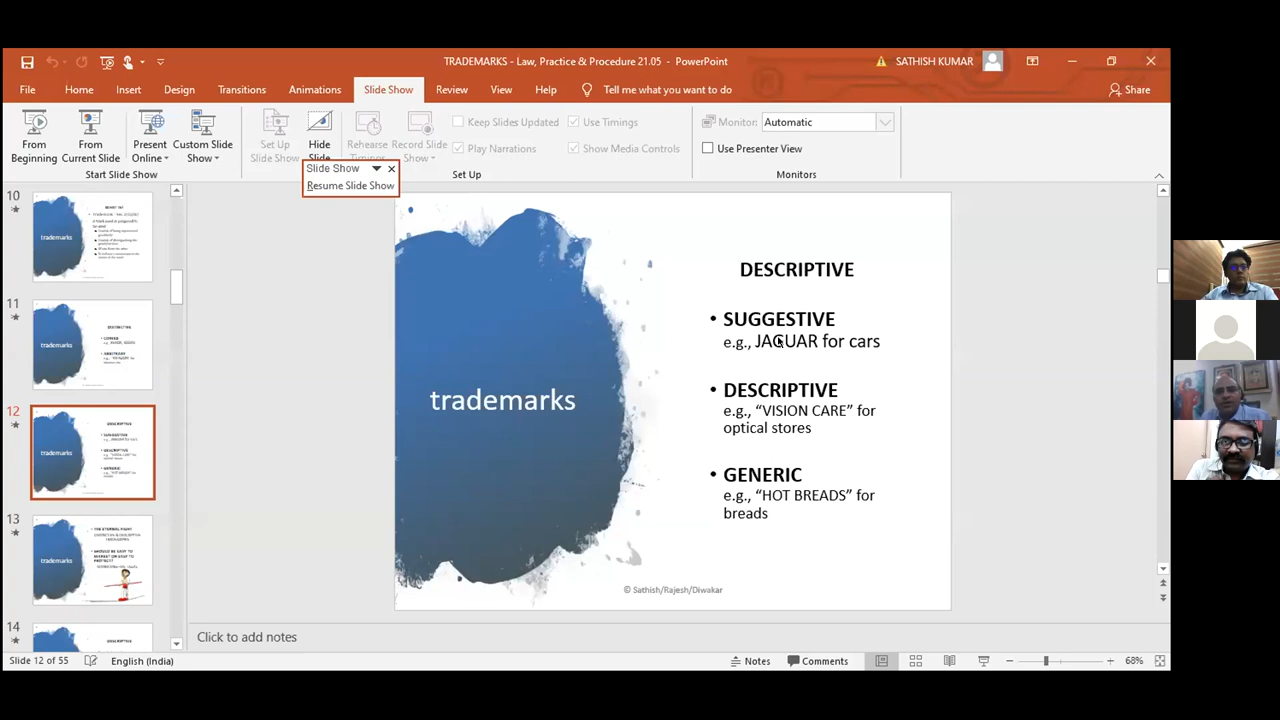 TRADEMARKS - Law, Practice & Procedure 21.05 - PowerPoint
SATHISH KUMAR
File Home Insert Design Transitions Animations Slide Show Review View Help Tell me what you want to do Share
From Beginning
From Current Slide
Present Online
Custom Slide Show
Start Slide Show
Set Up Slide Show
Hide Slide
Rehearse Timings
Record Slide Show
Keep Slides Updated
Play Narrations
Use Timings
Show Media Controls
Set Up
Monitor: Automatic
Use Presenter View
Monitors
Slide Show
Resume Slide Show
10
trademarks
11
trademarks
12
trademarks
13
trademarks
14
trademarks
DESCRIPTIVE
• SUGGESTIVE
e.g., JAGUAR for cars
• DESCRIPTIVE
e.g., “VISION CARE” for
optical stores
• GENERIC
e.g., “HOT BREADS” for
breads
© Sathish/Rajesh/Diwakar
Click to add notes
Slide 12 of 55 English (India) Notes Comments 68%